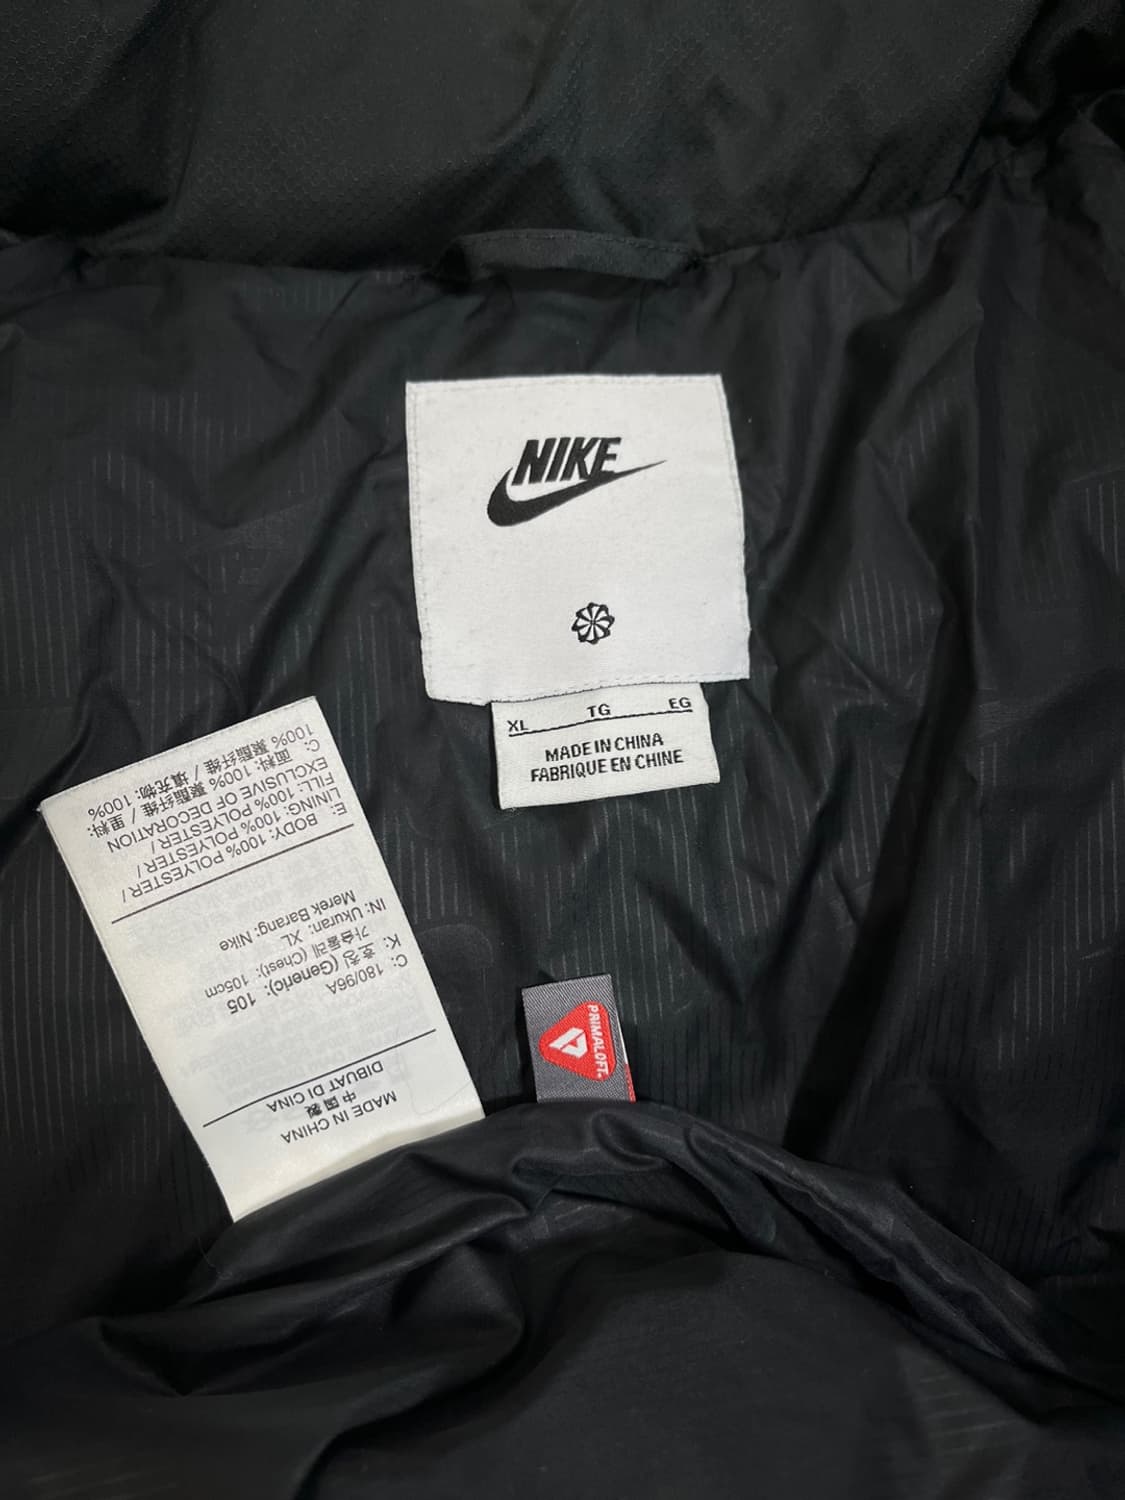 NIKE
XL TG EG
MADE IN CHINA
FABRIQUE EN CHINE
PRIMALOFT.
MADE IN CHINA
中国製
DIBUAT DI CINA
C: 180/96A
K: 호칭 (Generic): 105
가슴둘레 (Chest): 105cm
IN: Ukuran: XL
Merek Barang: Nike
E: BODY: 100% POLYESTER /
LINING: 100% POLYESTER /
FILL: 100% POLYESTER /
EXCLUSIVE OF DECORATION
C: 面料: 100% 聚酯纤维 / 里料:
100% 聚酯纤维 / 填充物: 100%